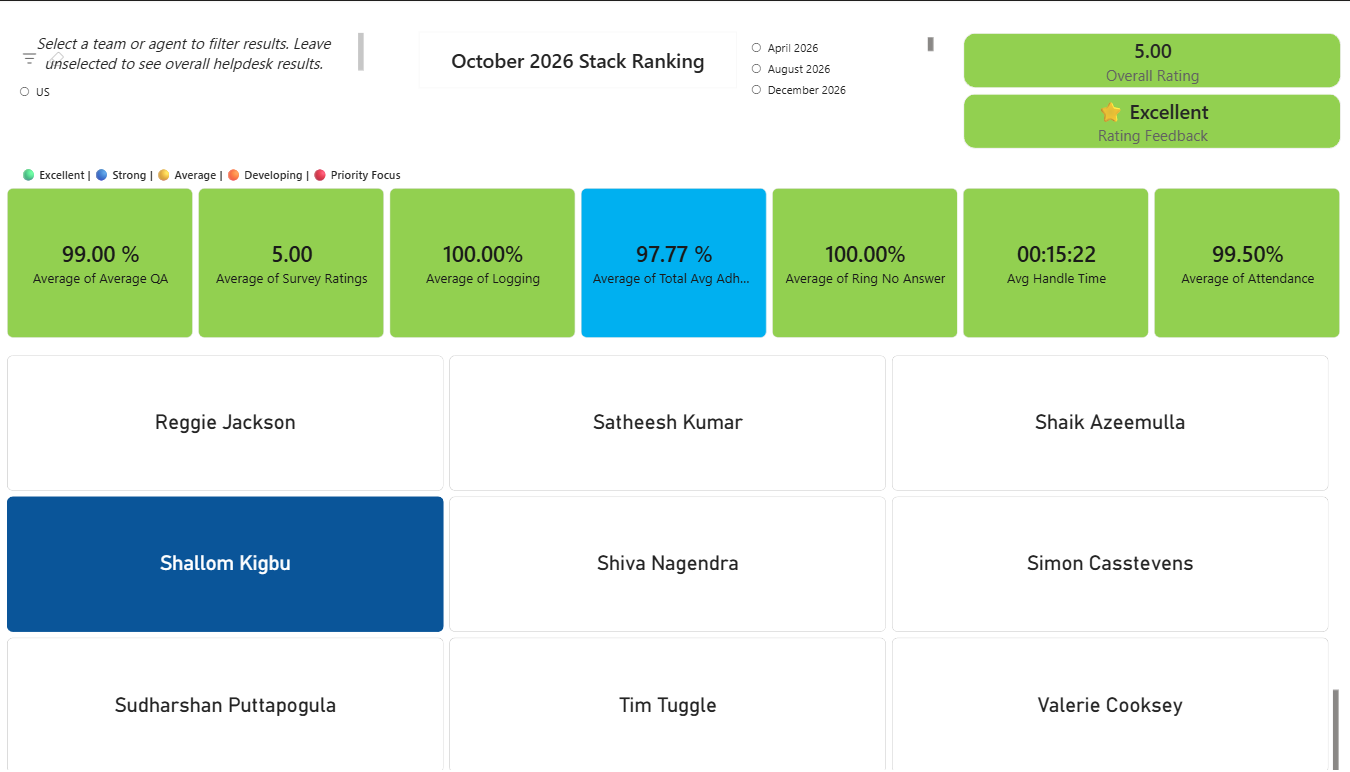 Select a team or agent to filter results. Leave
unselected to see overall helpdesk results.
US
October 2026 Stack Ranking
April 2026
August 2026
December 2026
5.00
Overall Rating
⭐ Excellent
Rating Feedback
Excellent | Strong | Average | Developing | Priority Focus
99.00 %
Average of Average QA
5.00
Average of Survey Ratings
100.00%
Average of Logging
97.77 %
Average of Total Avg Adh...
100.00%
Average of Ring No Answer
00:15:22
Avg Handle Time
99.50%
Average of Attendance
Reggie Jackson
Satheesh Kumar
Shaik Azeemulla
Shallom Kigbu
Shiva Nagendra
Simon Casstevens
Sudharshan Puttapogula
Tim Tuggle
Valerie Cooksey